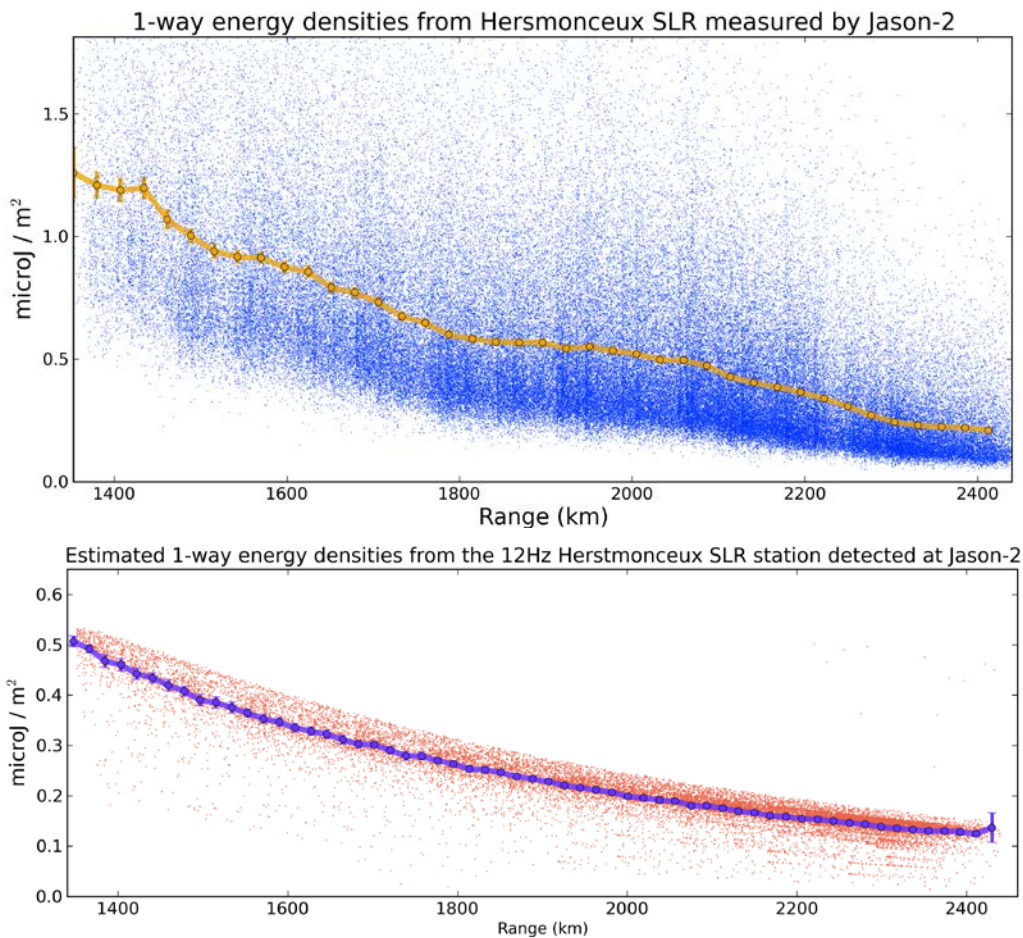 1-way energy densities from Hersmonceux SLR measured by Jason-2
1.5
1.0
0.5
0.0
microJ / m²
1400 1600 1800 2000 2200 2400
Range (km)
Estimated 1-way energy densities from the 12Hz Herstmonceux SLR station detected at Jason-2
0.6
0.5
0.4
0.3
0.2
0.1
0.0
microJ / m²
1400 1600 1800 2000 2200 2400
Range (km)